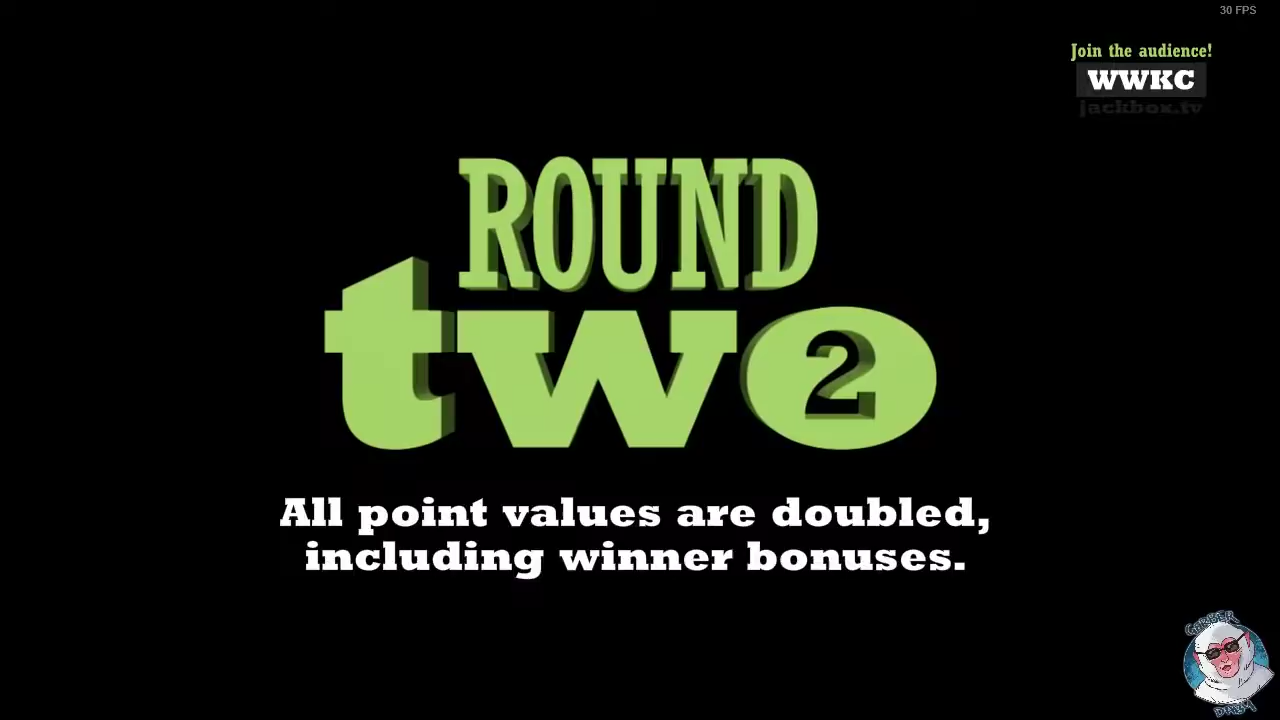 30 FPS
Join the audience!
WWKC
jackbox.tv
ROUND
two
2
All point values are doubled,
including winner bonuses.